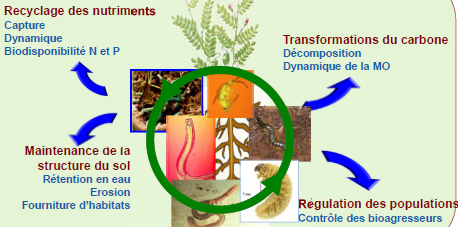 Recyclage des nutriments
Capture
Dynamique
Biodisponibilité N et P
Transformations du carbone
Décomposition
Dynamique de la MO
Maintenance de la
structure du sol
Rétention en eau
Erosion
Fourniture d'habitats
Régulation des populations
Contrôle des bioagresseurs